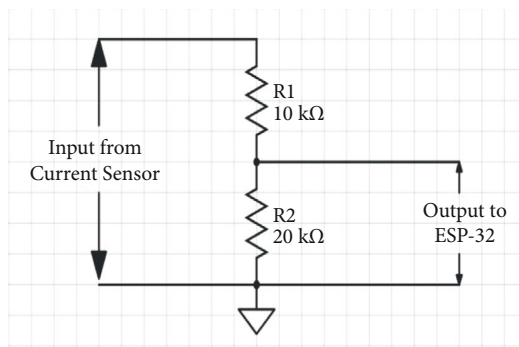 R1
10 kΩ
Input from
Current Sensor
R2
20 kΩ
Output to
ESP-32